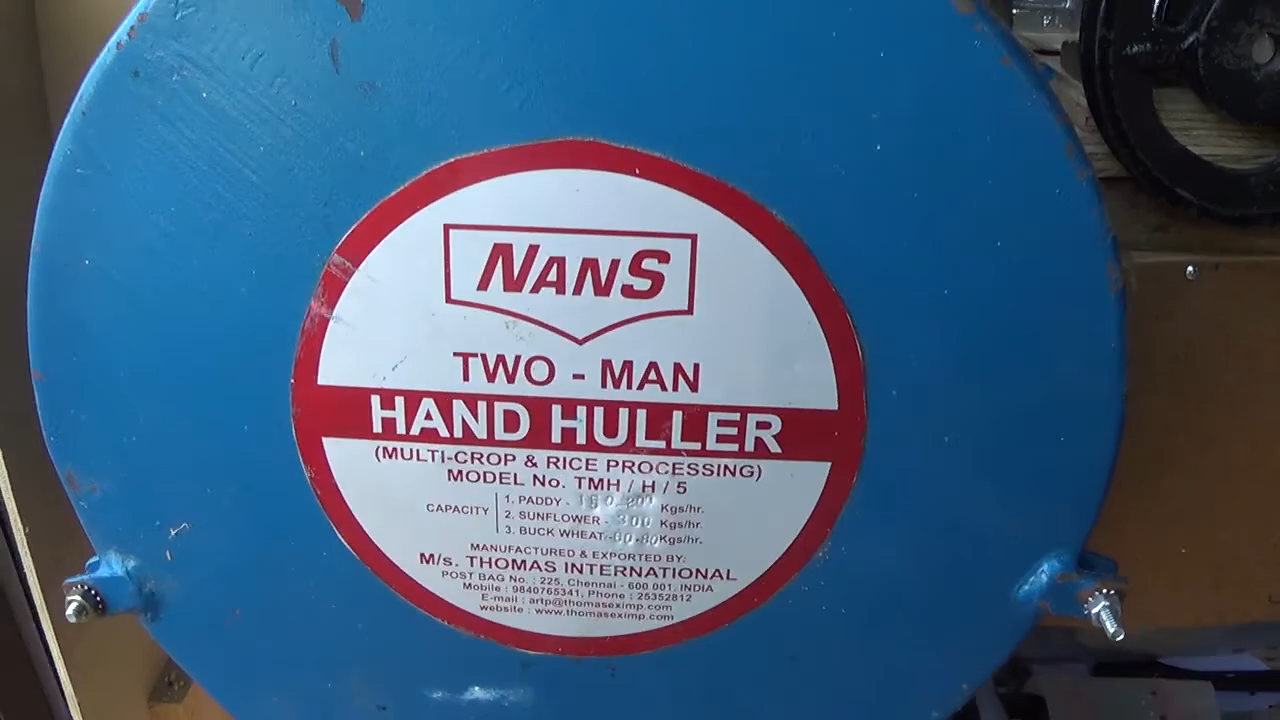 NANS
TWO - MAN
HAND HULLER
(MULTI-CROP & RICE PROCESSING)
MODEL No. TMH / H / 5
CAPACITY
1. PADDY - Kgs/hr.
2. SUNFLOWER - 300 Kgs/hr.
3. BUCK WHEAT- Kgs/hr.
MANUFACTURED & EXPORTED BY:
M/s. THOMAS INTERNATIONAL
POST BAG No. : 225, Chennai - 600 001, INDIA
Mobile : 9840765341, Phone : 25352812
E-mail : artp@thomaseximp.com
website : www.thomaseximp.com